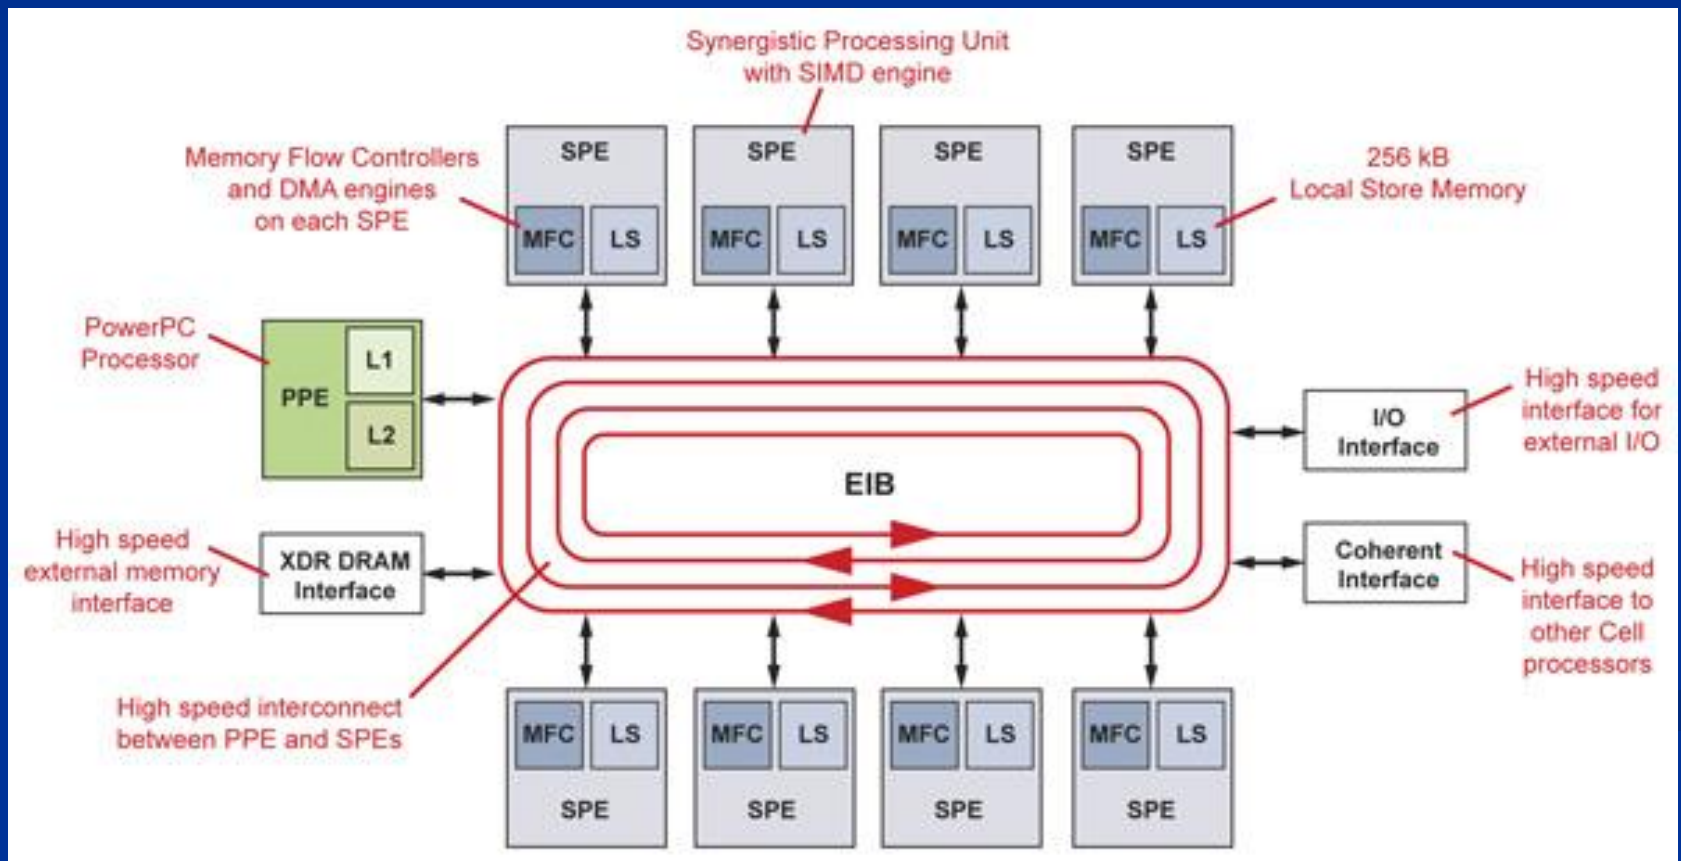 Synergistic Processing Unit
with SIMD engine
Memory Flow Controllers
and DMA engines
on each SPE
256 kB
Local Store Memory
SPE
MFC
LS
SPE
MFC
LS
SPE
MFC
LS
SPE
MFC
LS
PowerPC
Processor
PPE
L1
L2
High speed
interface for
external I/O
I/O
Interface
EIB
High speed
external memory
interface
XDR DRAM
Interface
Coherent
Interface
High speed
interface to
other Cell
processors
High speed interconnect
between PPE and SPEs
MFC
LS
SPE
MFC
LS
SPE
MFC
LS
SPE
MFC
LS
SPE